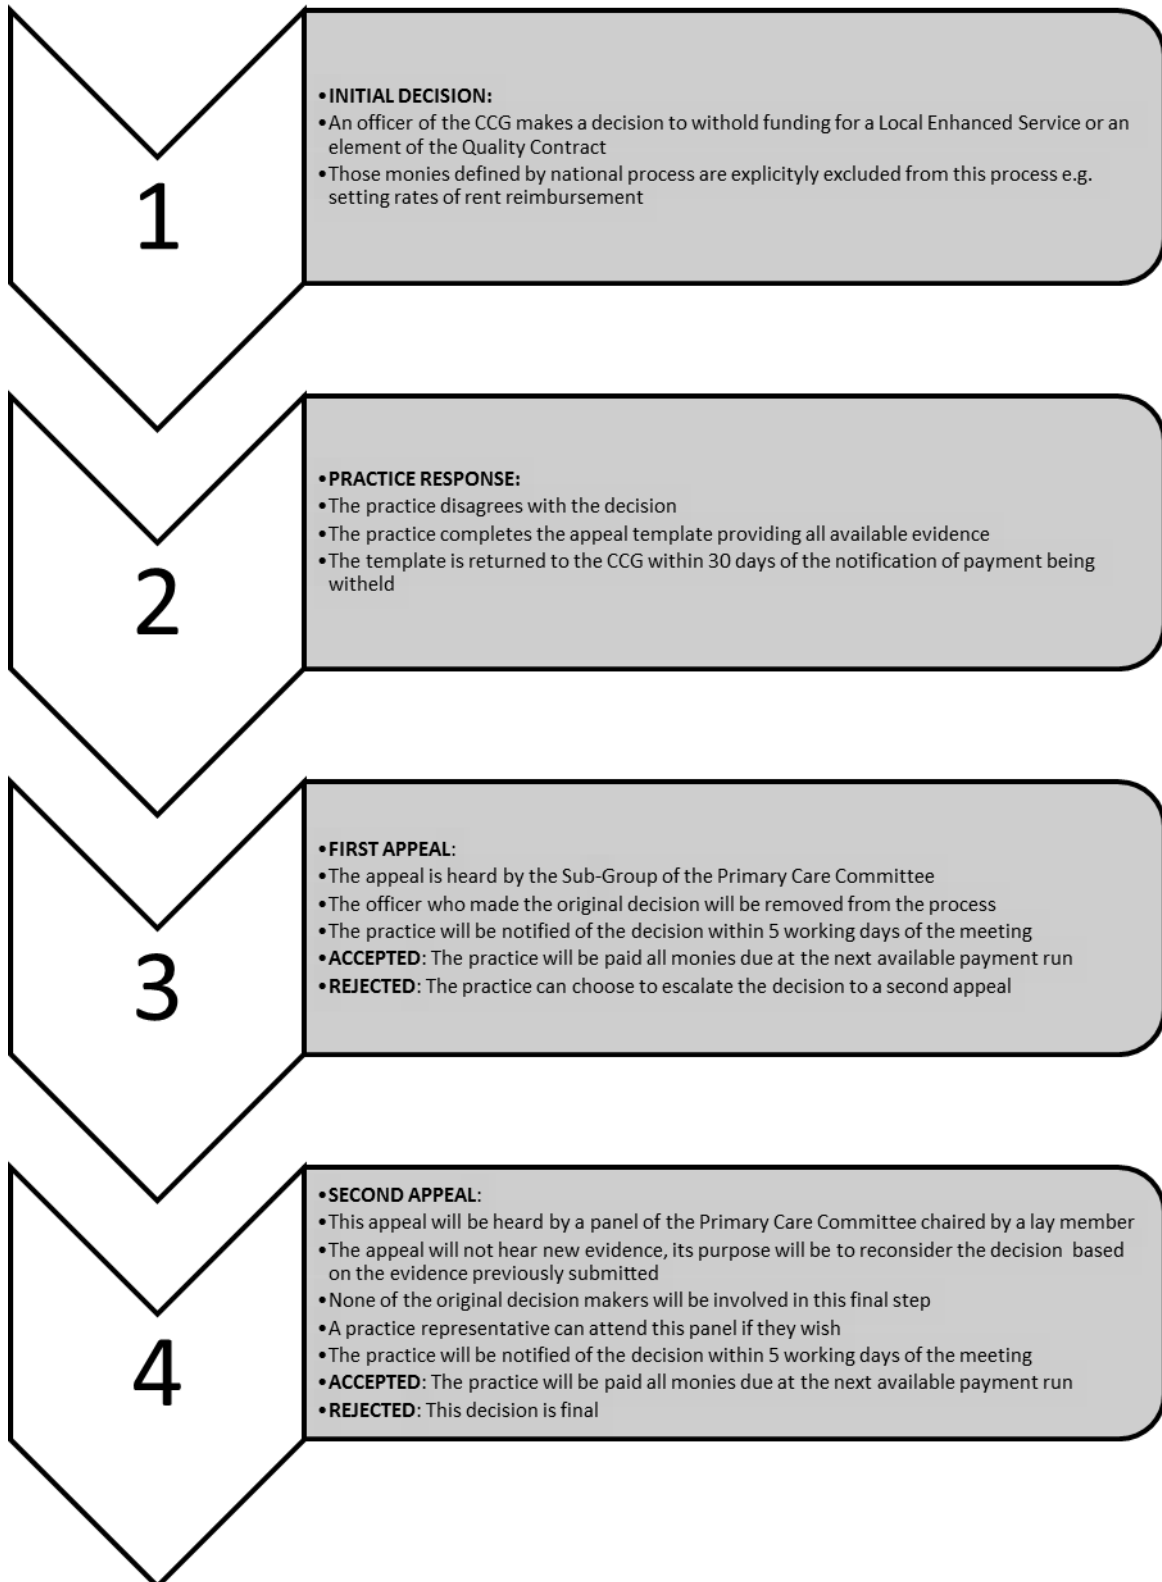 1
•INITIAL DECISION:
•An officer of the CCG makes a decision to withold funding for a Local Enhanced Service or an
element of the Quality Contract
•Those monies defined by national process are explicityly excluded from this process e.g.
setting rates of rent reimbursement
2
•PRACTICE RESPONSE:
•The practice disagrees with the decision
•The practice completes the appeal template providing all available evidence
•The template is returned to the CCG within 30 days of the notification of payment being
witheld
3
•FIRST APPEAL:
•The appeal is heard by the Sub-Group of the Primary Care Committee
•The officer who made the original decision will be removed from the process
•The practice will be notified of the decision within 5 working days of the meeting
•ACCEPTED: The practice will be paid all monies due at the next available payment run
•REJECTED: The practice can choose to escalate the decision to a second appeal
4
•SECOND APPEAL:
•This appeal will be heard by a panel of the Primary Care Committee chaired by a lay member
•The appeal will not hear new evidence, its purpose will be to reconsider the decision based
on the evidence previously submitted
•None of the original decision makers will be involved in this final step
•A practice representative can attend this panel if they wish
•The practice will be notified of the decision within 5 working days of the meeting
•ACCEPTED: The practice will be paid all monies due at the next available payment run
•REJECTED: This decision is final